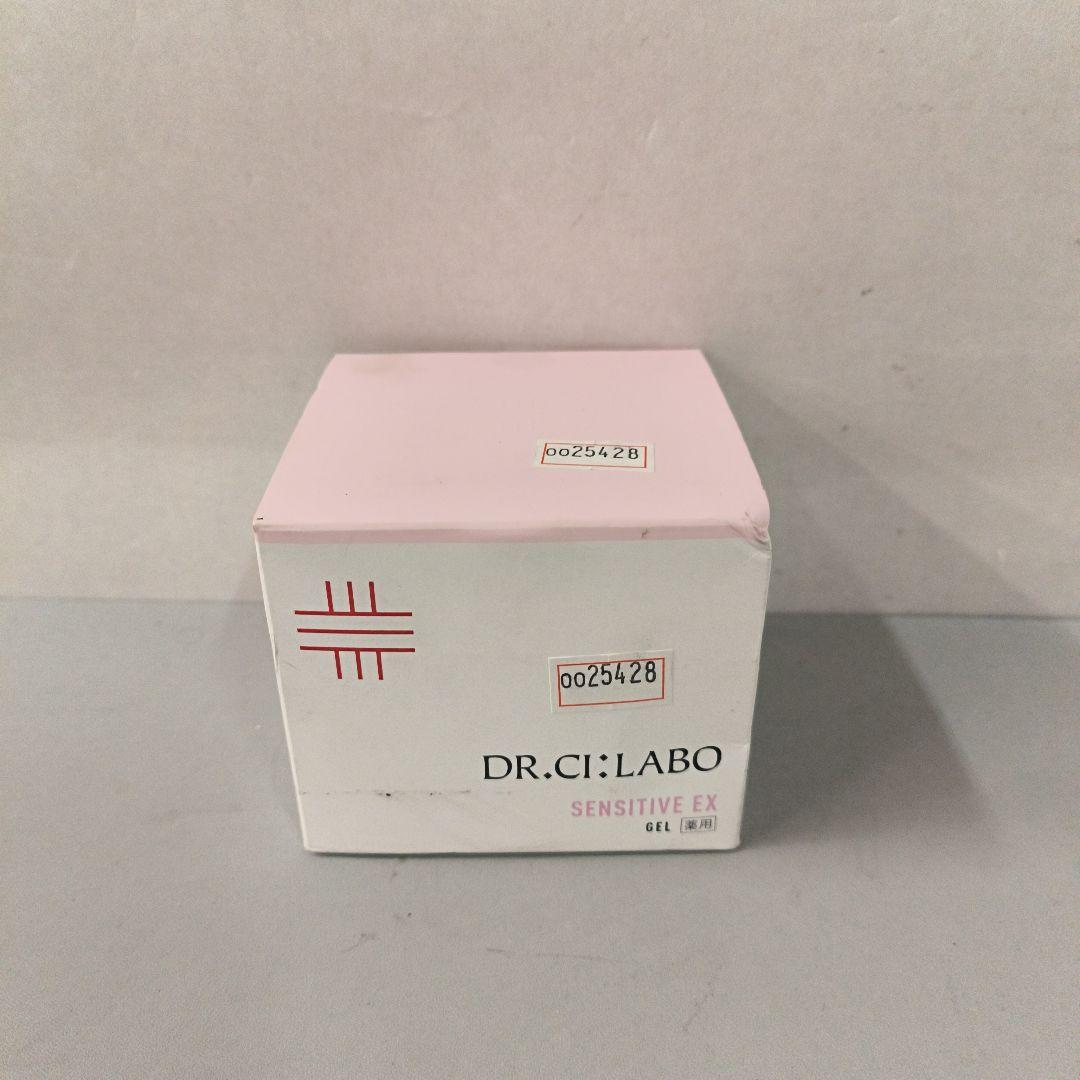 oo25428
oo25428
DR.CI:LABO
SENSITIVE EX
GEL 薬用